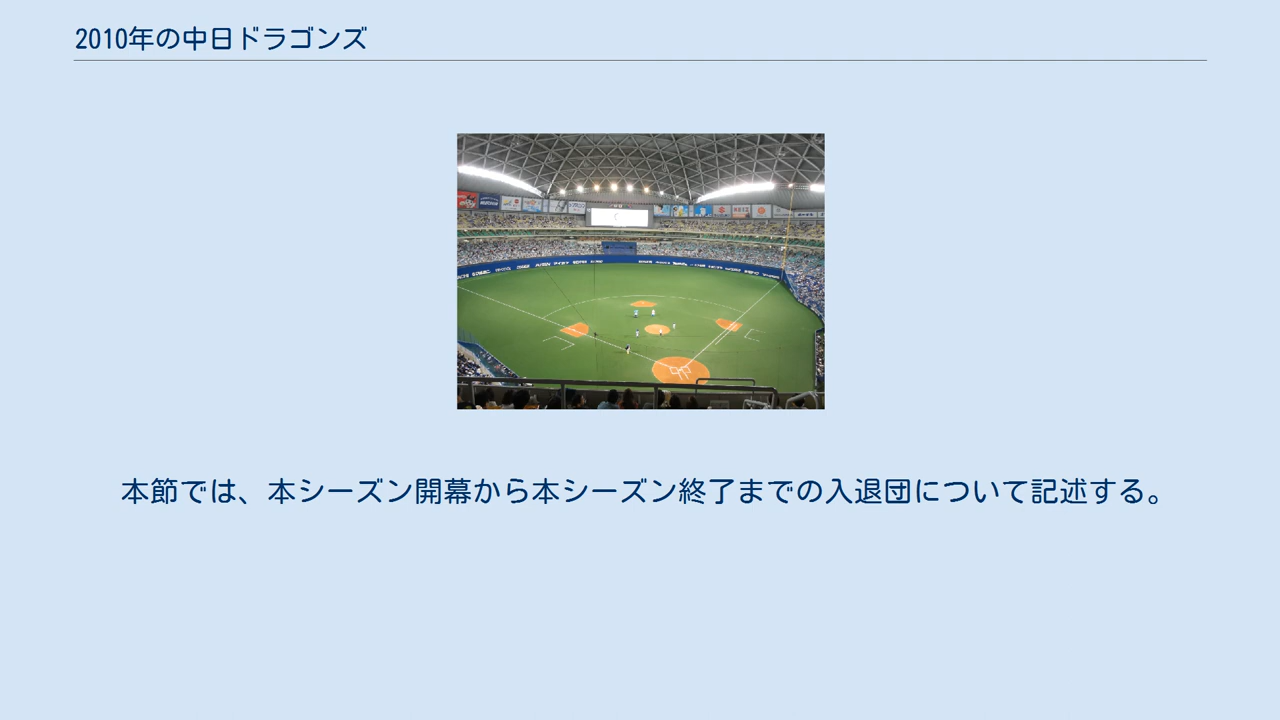 2010年の中日ドラゴンズ
本節では、本シーズン開幕から本シーズン終了までの入退団について記述する。